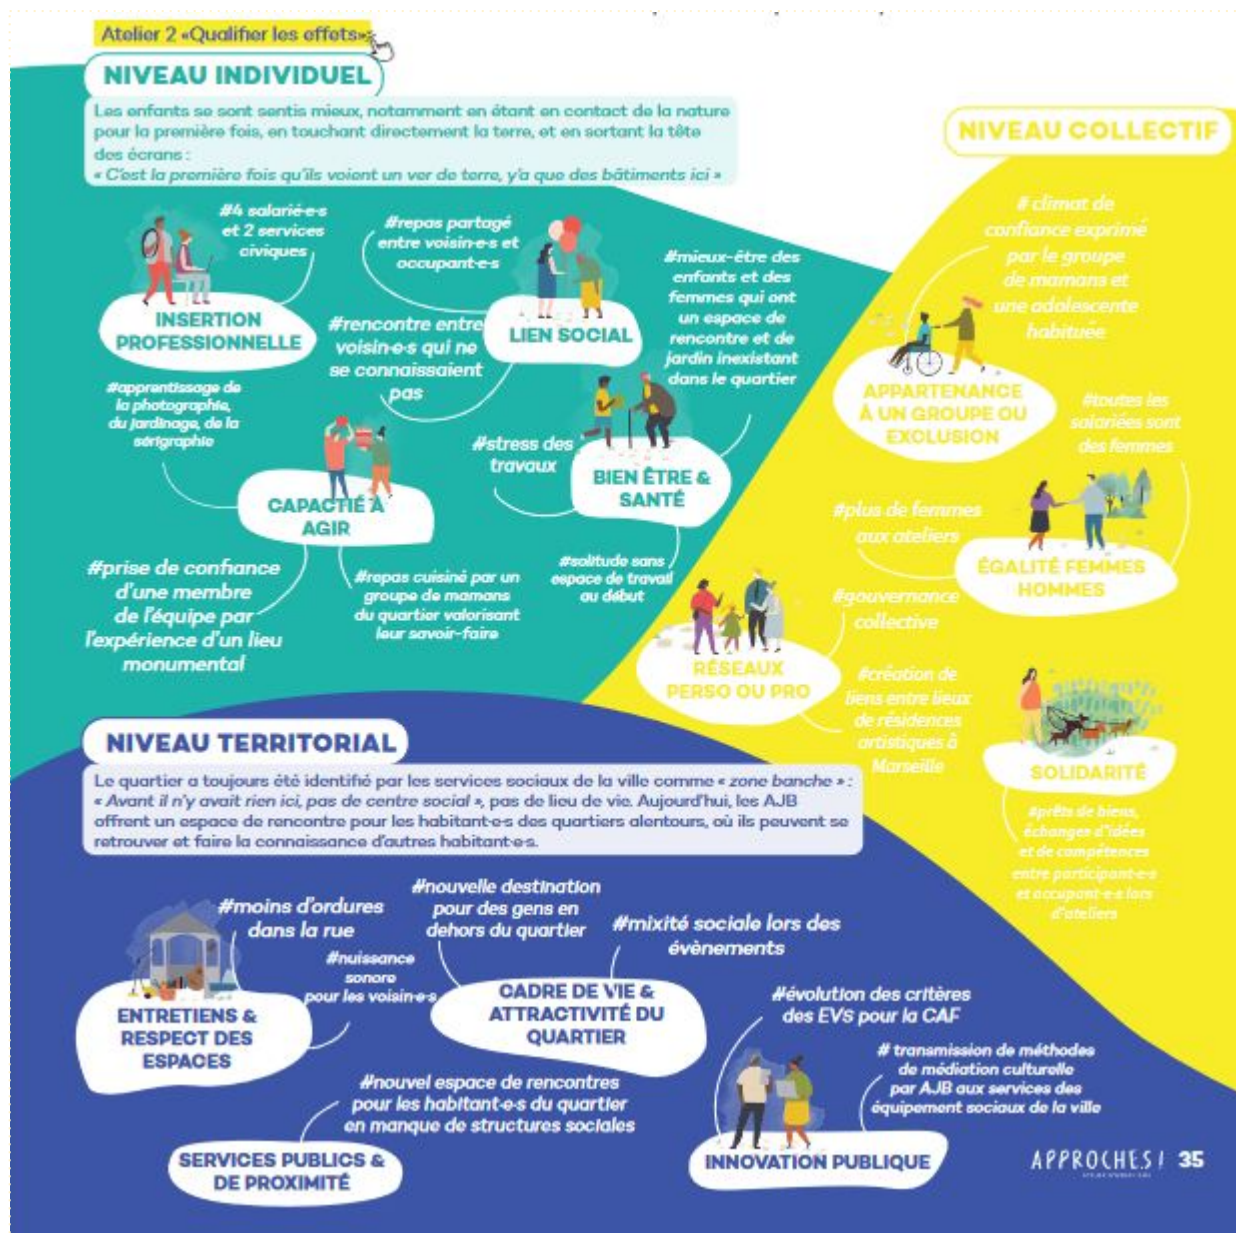 Atelier 2 «Qualifier les effets»
NIVEAU INDIVIDUEL
Les enfants se sont sentis mieux, notamment en étant en contact de la nature
pour la première fois, en touchant directement la terre, et en sortant la tête
des écrans :
« C'est la première fois qu'ils voient un ver de terre, y'a que des bâtiments ici »
#4 salarié·e·s
et 2 services
civiques
INSERTION
PROFESSIONNELLE
#repas partagé
entre voisin·e·s et
occupant·e·s
#rencontre entre
voisin·e·s qui ne
se connaissaient
pas
LIEN SOCIAL
#mieux-être des
enfants et des
femmes qui ont
un espace de
rencontre et de
jardin inexistant
dans le quartier
#stress des
travaux
BIEN ÊTRE &
SANTÉ
#solitude sans
espace de travail
au début
#apprentissage de
la photographie,
du jardinage, de la
sérigraphie
CAPACTIÉ À
AGIR
#prise de confiance
d'une membre
de l'équipe par
l'expérience d'un lieu
monumental
#repas cuisiné par un
groupe de mamans
du quartier valorisant
leur savoir-faire
NIVEAU COLLECTIF
# climat de
confiance exprimé
par le groupe
de mamans et
une adolescente
habituée
APPARTENANCE
À UN GROUPE OU
EXCLUSION
#toutes les
salariées sont
des femmes
#plus de femmes
aux ateliers
ÉGALITÉ FEMMES
HOMMES
#gouvernance
collective
RÉSEAUX
PERSO OU PRO
#création de
liens entre lieux
de résidences
artistiques à
Marseille
SOLIDARITÉ
#prêts de biens,
échanges d'idées
et de compétences
entre participant·e·s
et occupant·e·s lors
d'ateliers
NIVEAU TERRITORIAL
Le quartier a toujours été identifié par les services sociaux de la ville comme « zone banche » :
« Avant il n'y avait rien ici, pas de centre social », pas de lieu de vie. Aujourd'hui, les AJB
offrent un espace de rencontre pour les habitant·e·s des quartiers alentours, où ils peuvent se
retrouver et faire la connaissance d'autres habitant·e·s.
#moins d'ordures
dans la rue
#nuissance
sonore
pour les voisin·e·s
ENTRETIENS &
RESPECT DES
ESPACES
#nouvelle destination
pour des gens en
dehors du quartier
#mixité sociale lors des
évènements
CADRE DE VIE &
ATTRACTIVITÉ DU
QUARTIER
#nouvel espace de rencontres
pour les habitant·e·s du quartier
en manque de structures sociales
SERVICES PUBLICS &
DE PROXIMITÉ
#évolution des critères
des EVS pour la CAF
# transmission de méthodes
de médiation culturelle
par AJB aux services des
équipement sociaux de la ville
INNOVATION PUBLIQUE
APPROCHES! 35